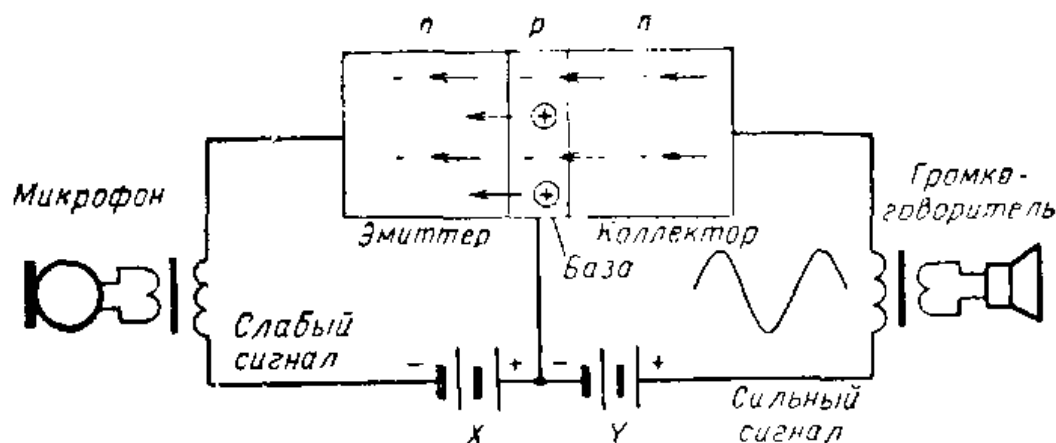 n p n
Микрофон
Громко-
говоритель
Эмиттер
Коллектор
База
Слабый
сигнал
- + - +
X Y
Сильный
сигнал